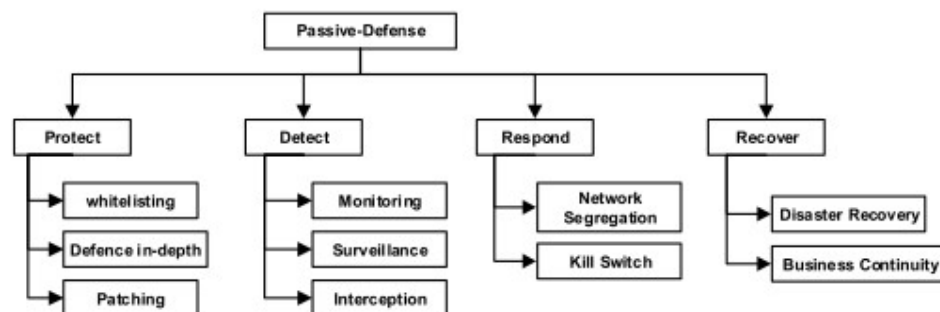 Passive-Defense
Protect
Detect
Respond
Recover
whitelisting
Monitoring
Network
Segregation
Disaster Recovery
Defence in-depth
Surveillance
Kill Switch
Business Continuity
Patching
Interception